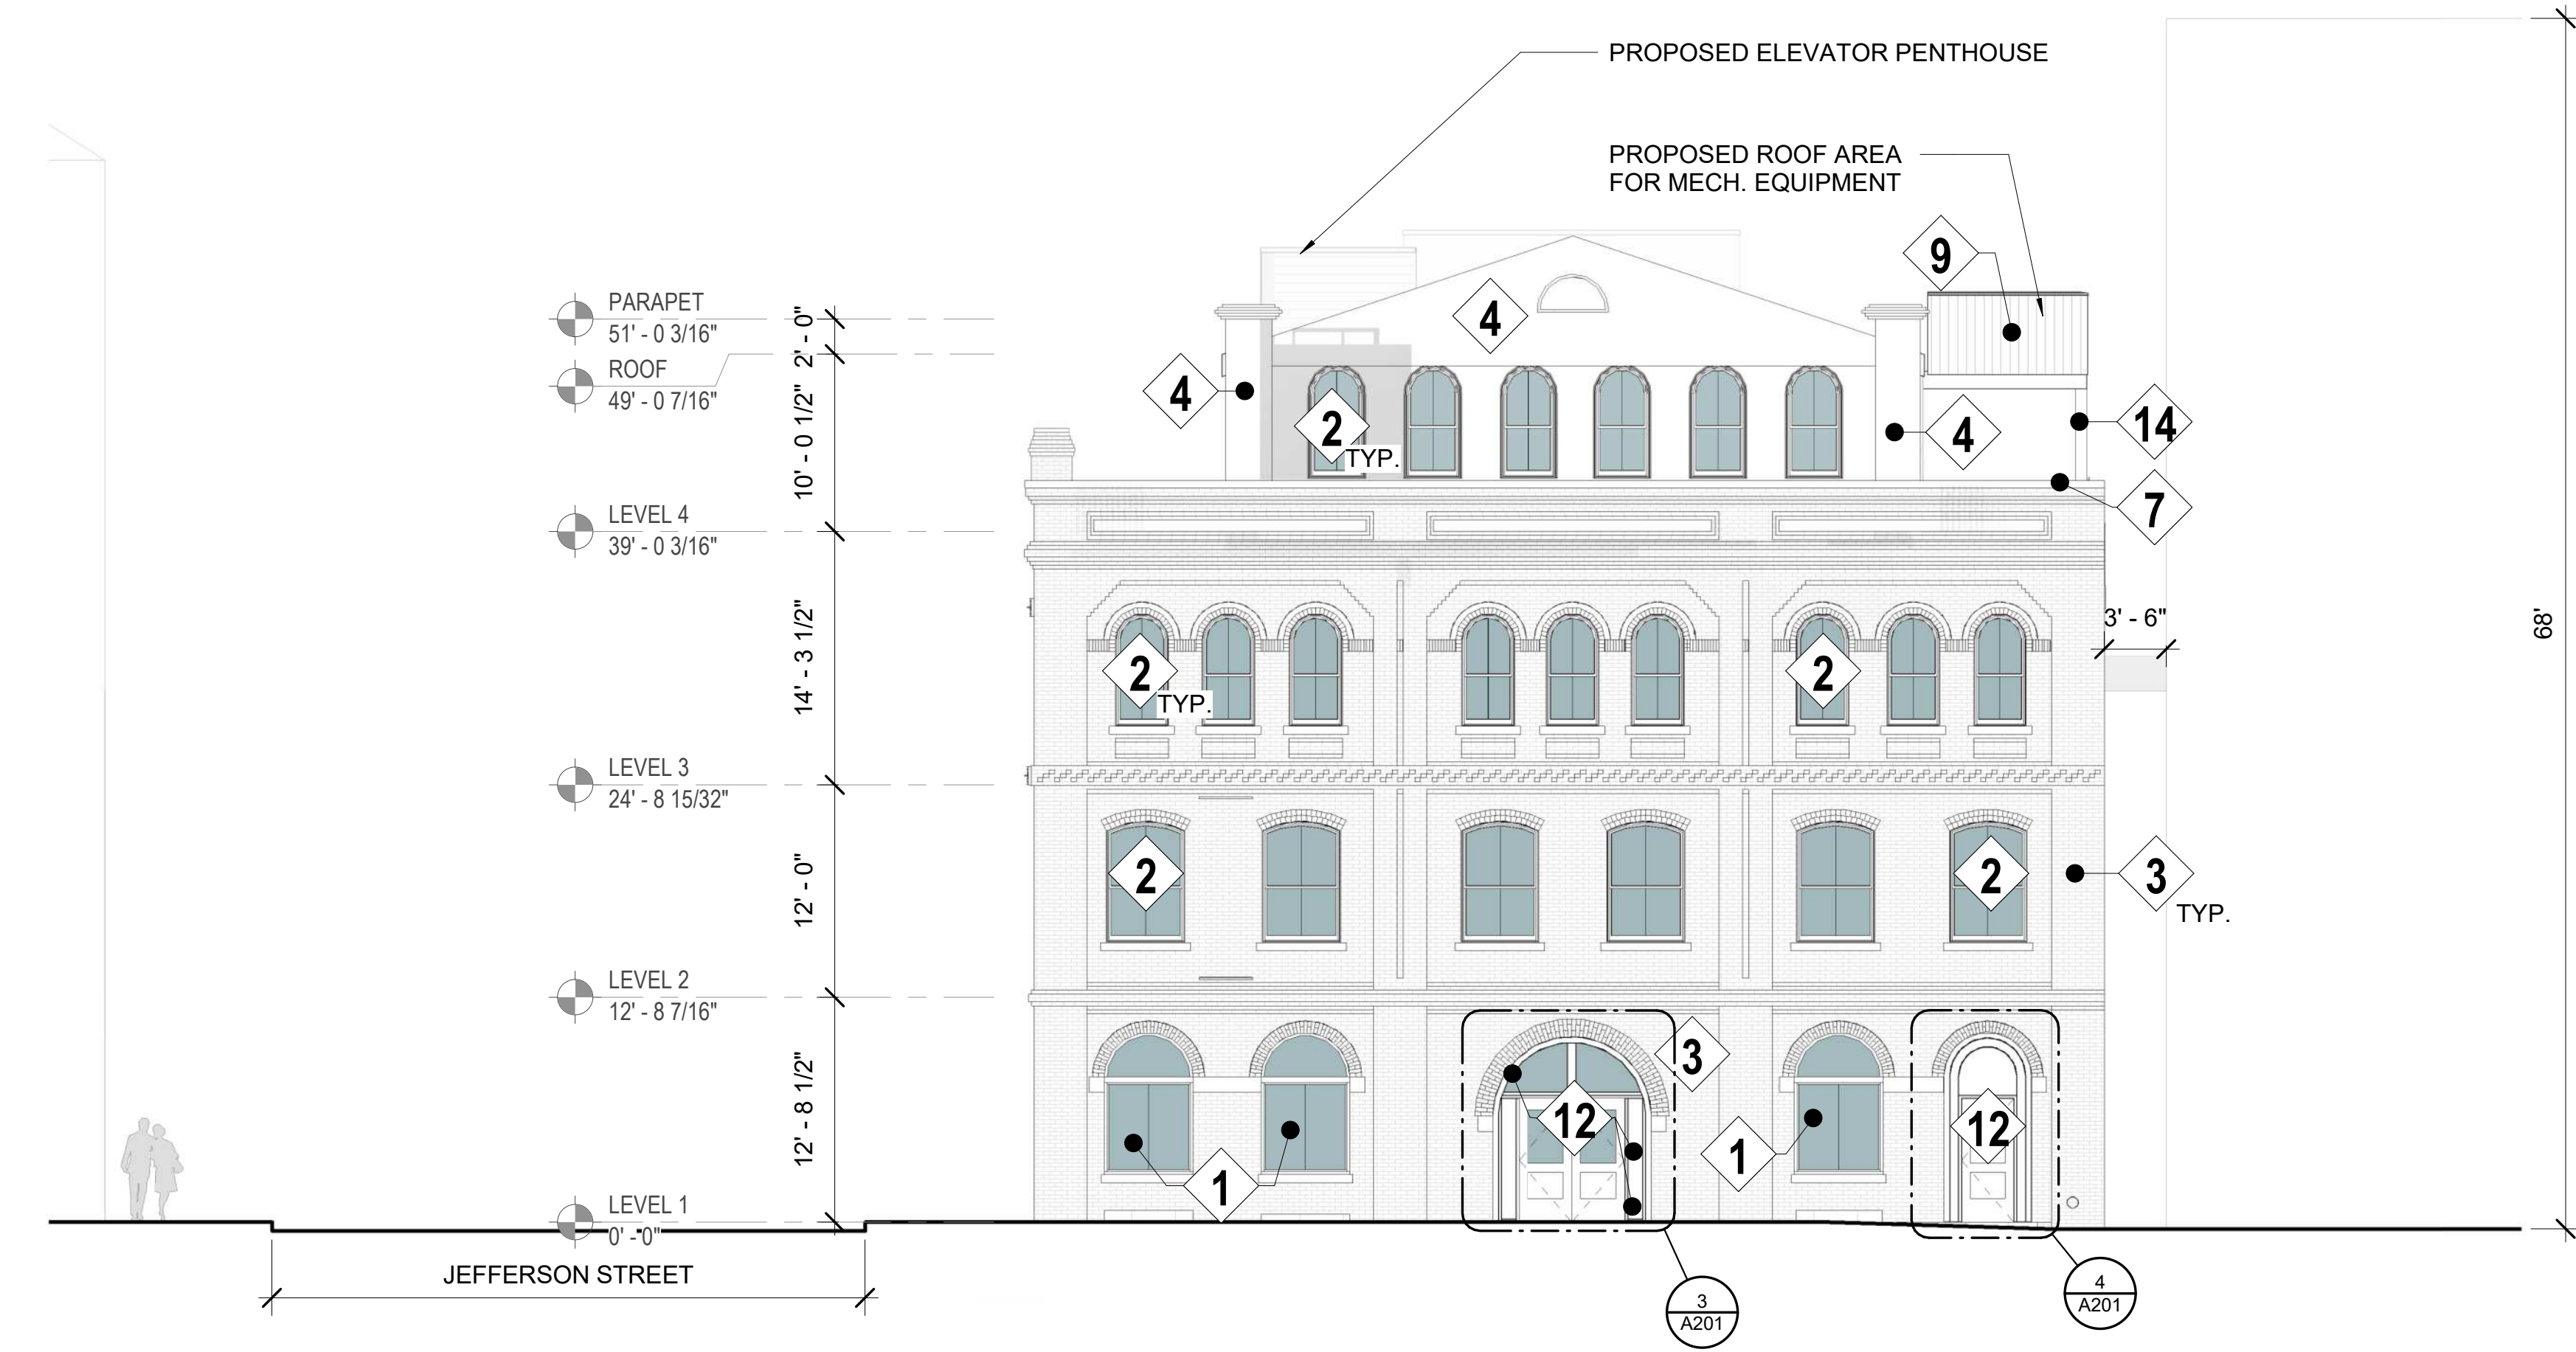 PROPOSED ELEVATOR PENTHOUSE
PROPOSED ROOF AREA
FOR MECH. EQUIPMENT
9
PARAPET
51' - 0 3/16"
2' - 0"
ROOF
49' - 0 7/16"
10' - 0 1/2"
4
4
2
TYP.
4
14
7
LEVEL 4
39' - 0 3/16"
14' - 3 1/2"
3' - 6"
68'
2
TYP.
2
LEVEL 3
24' - 8 15/32"
12' - 0"
2
2
3
TYP.
LEVEL 2
12' - 8 7/16"
12' - 8 1/2"
3
12
12
1
1
LEVEL 1
0' - 0"
JEFFERSON STREET
3
A201
4
A201